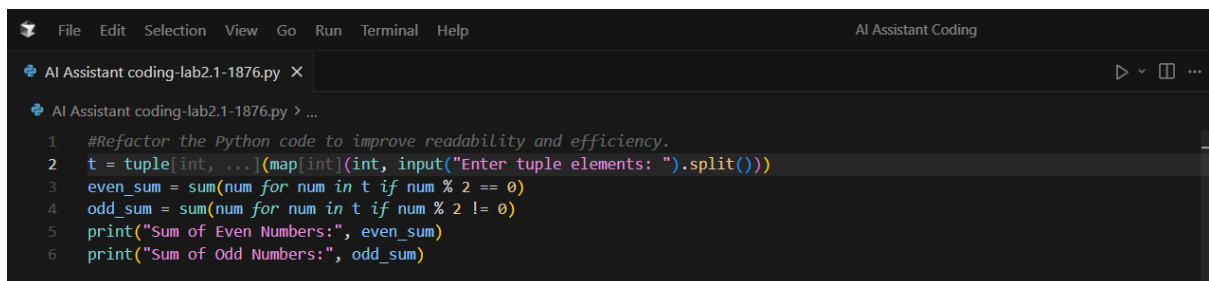 File Edit Selection View Go Run Terminal Help AI Assistant Coding
AI Assistant coding-lab2.1-1876.py
AI Assistant coding-lab2.1-1876.py > ...
1 #Refactor the Python code to improve readability and efficiency.
2 t = tuple[int, ...](map[int](int, input("Enter tuple elements: ").split()))
3 even_sum = sum(num for num in t if num % 2 == 0)
4 odd_sum = sum(num for num in t if num % 2 != 0)
5 print("Sum of Even Numbers:", even_sum)
6 print("Sum of Odd Numbers:", odd_sum)